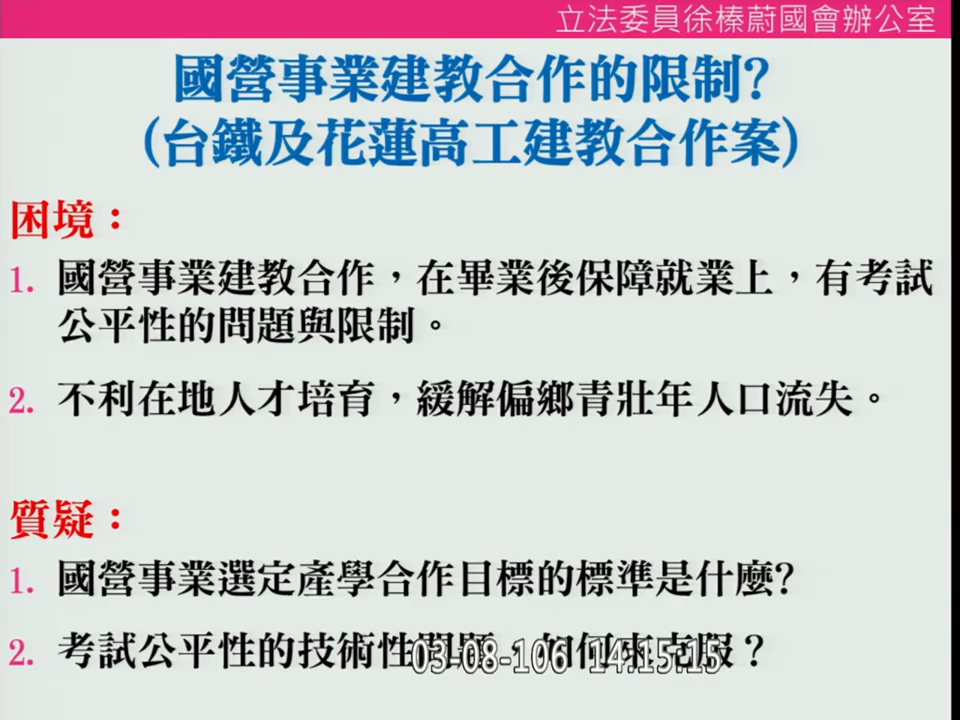 立法委員徐榛蔚國會辦公室
國營事業建教合作的限制?
(台鐵及花蓮高工建教合作案)
困境：
1. 國營事業建教合作，在畢業後保障就業上，有考試
公平性的問題與限制。
2. 不利在地人才培育，緩解偏鄉青壯年人口流失。
質疑：
1. 國營事業選定產學合作目標的標準是什麼?
2. 考試公平性的技術性問題，如何來克服？
03-08-106 14:15:15